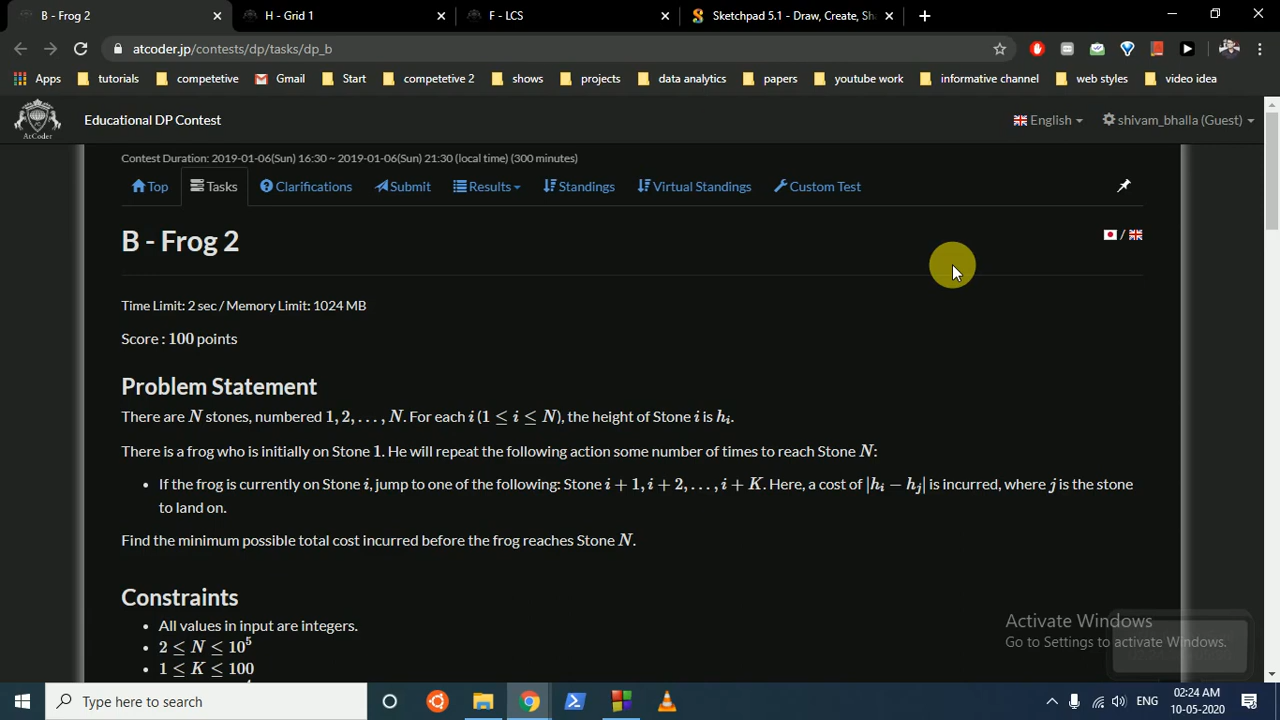 B - Frog 2
H - Grid 1
F - LCS
Sketchpad 5.1 - Draw, Create, Sha
atcoder.jp/contests/dp/tasks/dp_b
Apps tutorials competetive Gmail Start competetive 2 shows projects data analytics papers youtube work informative channel web styles video idea
AtCoder
Educational DP Contest
English
shivam_bhalla (Guest)
Contest Duration: 2019-01-06(Sun) 16:30 ~ 2019-01-06(Sun) 21:30 (local time) (300 minutes)
Top Tasks Clarifications Submit Results Standings Virtual Standings Custom Test
B - Frog 2
/
Time Limit: 2 sec / Memory Limit: 1024 MB
Score : 100 points
Problem Statement
There are N stones, numbered 1, 2, . . . , N. For each i (1 ≤ i ≤ N), the height of Stone i is hᵢ.
There is a frog who is initially on Stone 1. He will repeat the following action some number of times to reach Stone N:
• If the frog is currently on Stone i, jump to one of the following: Stone i + 1, i + 2, . . . , i + K. Here, a cost of |hᵢ − hⱼ| is incurred, where j is the stone
to land on.
Find the minimum possible total cost incurred before the frog reaches Stone N.
Constraints
• All values in input are integers.
• 2 ≤ N ≤ 10⁵
• 1 ≤ K ≤ 100
Activate Windows
Go to Settings to activate Windows.
Type here to search
ENG
02:24 AM
10-05-2020